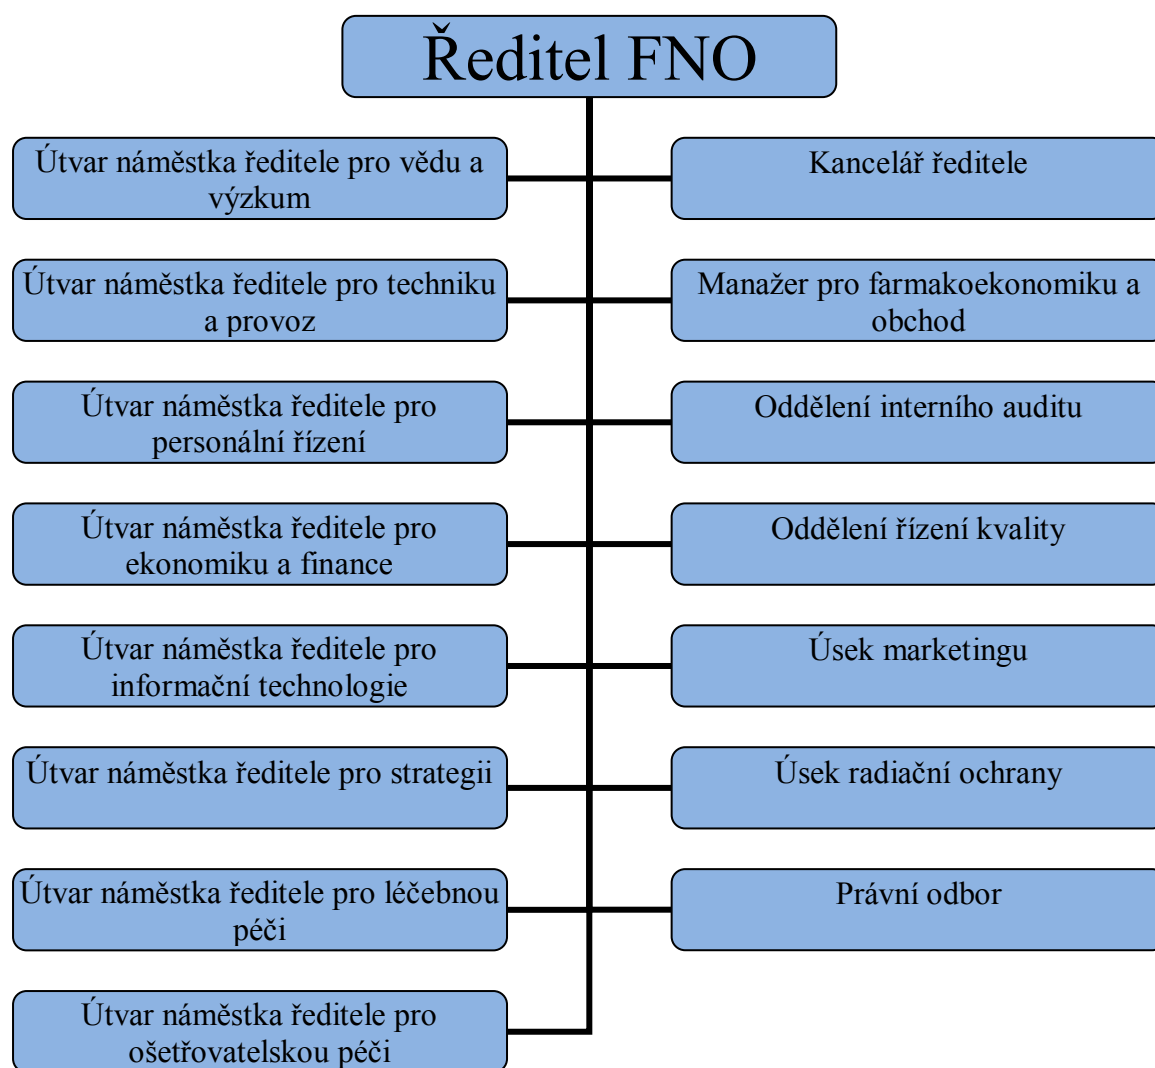 Ředitel FNO
Útvar náměstka ředitele pro vědu a
výzkum
Kancelář ředitele
Útvar náměstka ředitele pro techniku
a provoz
Manažer pro farmakoekonomiku a
obchod
Útvar náměstka ředitele pro
personální řízení
Oddělení interního auditu
Útvar náměstka ředitele pro
ekonomiku a finance
Oddělení řízení kvality
Útvar náměstka ředitele pro
informační technologie
Úsek marketingu
Útvar náměstka ředitele pro strategii
Úsek radiační ochrany
Útvar náměstka ředitele pro léčebnou
péči
Právní odbor
Útvar náměstka ředitele pro
ošetřovatelskou péči